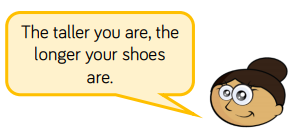 The taller you are, the
longer your shoes
are.